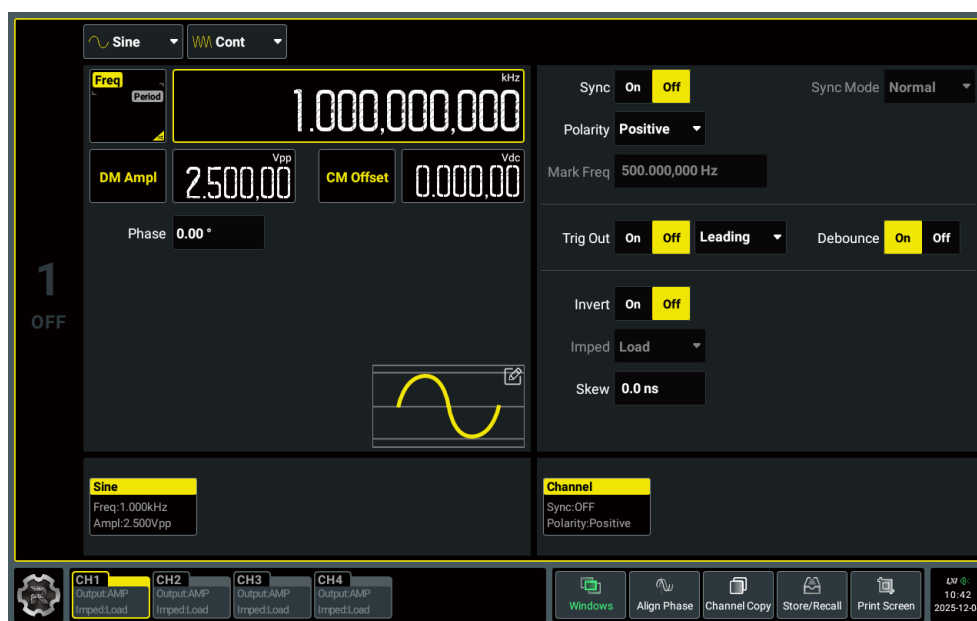 Sine Cont
Freq
Period
kHz
1.000,000,000
DM Ampl
Vpp
2.500,00
CM Offset
Vdc
0.000,00
Phase 0.00 °
1
OFF
Sync On Off Sync Mode Normal
Polarity Positive
Mark Freq 500.000,000 Hz
Trig Out On Off Leading Debounce On Off
Invert On Off
Imped Load
Skew 0.0 ns
Sine
Freq:1.000kHz
Ampl:2.500Vpp
Channel
Sync:OFF
Polarity:Positive
CH1
Output:AMP
Imped:Load
CH2
Output:AMP
Imped:Load
CH3
Output:AMP
Imped:Load
CH4
Output:AMP
Imped:Load
Windows
Align Phase
Channel Copy
Store/Recall
Print Screen
LXI
10:42
2025-12-0